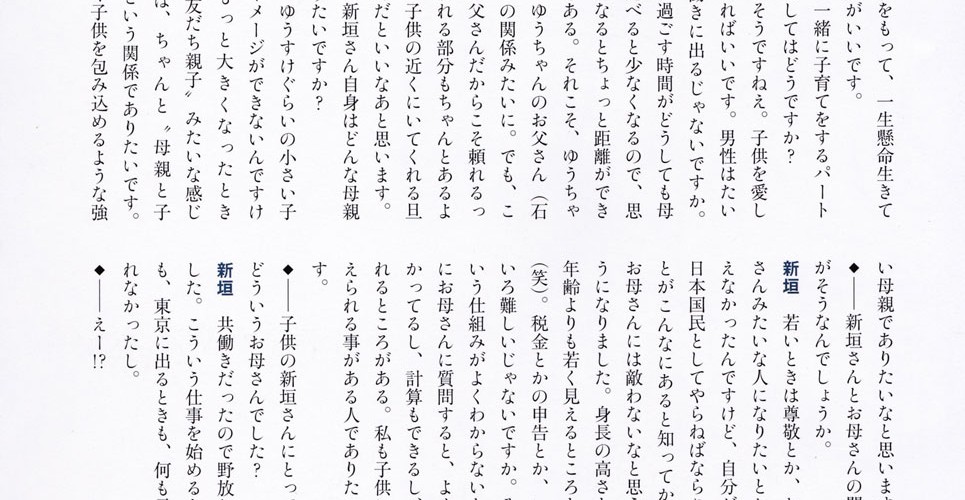 をもって、一生懸命生きて
がいいです。
一緒に子育てをするパート
してはどうですか？
そうですねえ。子供を愛し
ればいいです。男性はたい
きに出るじゃないですか。
過ごす時間がどうしても母
べると少なくなるので、思
なるとちょっと距離ができ
ある。それこそ、ゆうちゃ
ゆうちゃんのお父さん（石
の関係みたいに。でも、こ
父さんだからこそ頼れるっ
れる部分もちゃんとあるよ
子供の近くにいてくれる旦
だといいなあと思います。
新垣さん自身はどんな母親
たいですか？
ゆうすけぐらいの小さい子
メージができないんですけ
っと大きくなったとき
友だち親子〟みたいな感じ
は、ちゃんと〝母親と子
という関係でありたいです。
子供を包み込めるような強
い母親でありたいなと思います
◆――新垣さんとお母さんの
がそうなんでしょうか。
新垣　若いときは尊敬とか、
さんみたいな人になりたいと
えなかったんですけど、自分が
日本国民としてやらねばなら
とがこんなにあると知ってか
お母さんには敵わないなと思
うになりました。身長の高さ
年齢よりも若く見えるところ
（笑）。税金とかの申告とか、
いろ難しいじゃないですか。
いう仕組みがよくわからない
にお母さんに質問すると、よ
かってるし、計算もできるし
れるところがある。私も子供
えられる事がある人でありた
す。
◆――子供の新垣さんにとっ
どういうお母さんでした？
新垣　共働きだったので野放
した。こういう仕事を始める
も、東京に出るときも、何も
れなかったし。
◆――えー!?